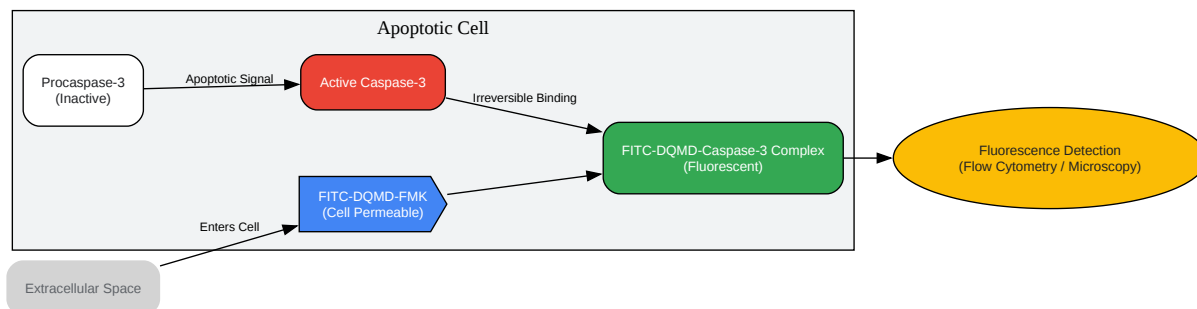 Apoptotic Cell
Procaspase-3
(Inactive)
Apoptotic Signal
Active Caspase-3
Irreversible Binding
FITC-DQMD-Caspase-3 Complex
(Fluorescent)
Fluorescence Detection
(Flow Cytometry / Microscopy)
FITC-DQMD-FMK
(Cell Permeable)
Enters Cell
Extracellular Space